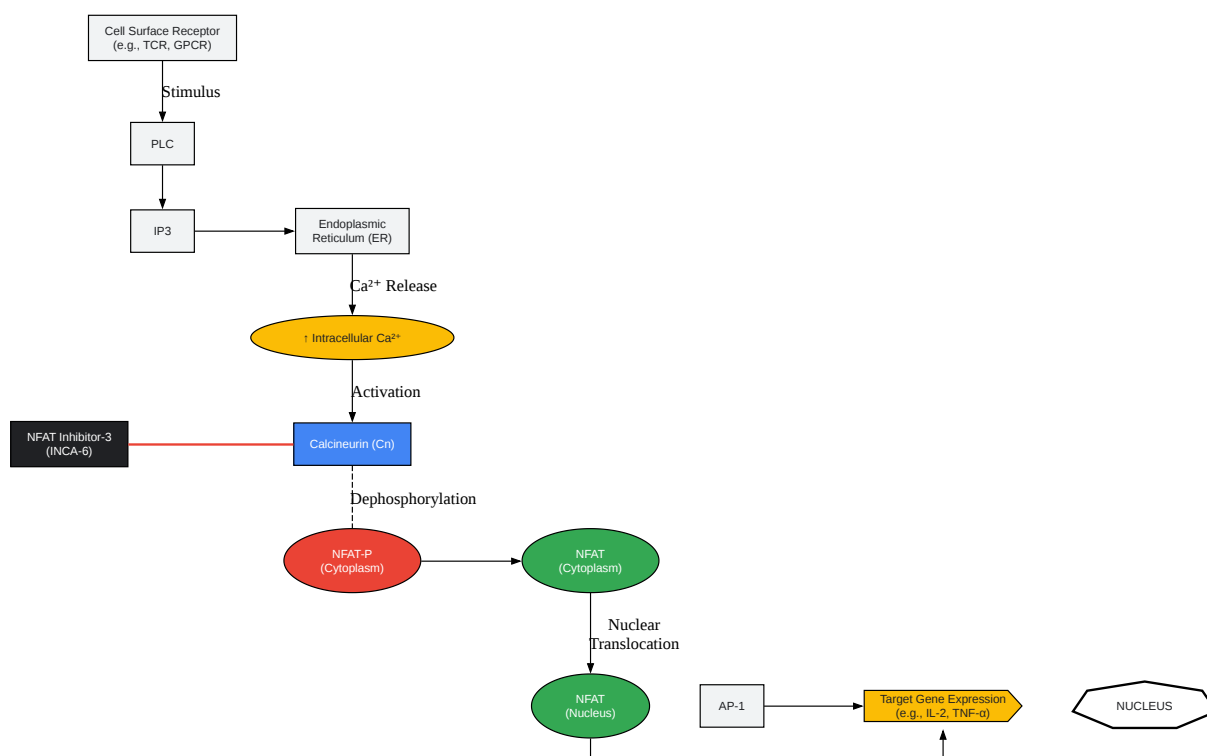 Cell Surface Receptor
(e.g., TCR, GPCR)
Stimulus
PLC
IP3
Endoplasmic
Reticulum (ER)
Ca²⁺ Release
↑ Intracellular Ca²⁺
Activation
NFAT Inhibitor-3
(INCA-6)
Calcineurin (Cn)
Dephosphorylation
NFAT-P
(Cytoplasm)
NFAT
(Cytoplasm)
Nuclear
Translocation
NFAT
(Nucleus)
AP-1
Target Gene Expression
(e.g., IL-2, TNF-α)
NUCLEUS